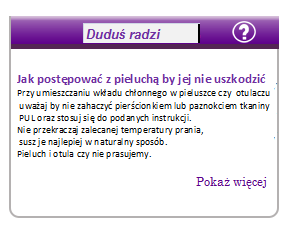 Duduś radzi
?
Jak postępować z pieluchą by jej nie uszkodzić
Przy umieszczaniu wkładu chłonnego w pieluszce czy otulaczu
uważaj by nie zahaczyć pierścionkiem lub paznokciem tkaniny
PUL oraz stosuj się do podanych instrukcji.
Nie przekraczaj zalecanej temperatury prania,
susz je najlepiej w naturalny sposób.
Pieluch i otula czy nie prasujemy.
Pokaż więcej